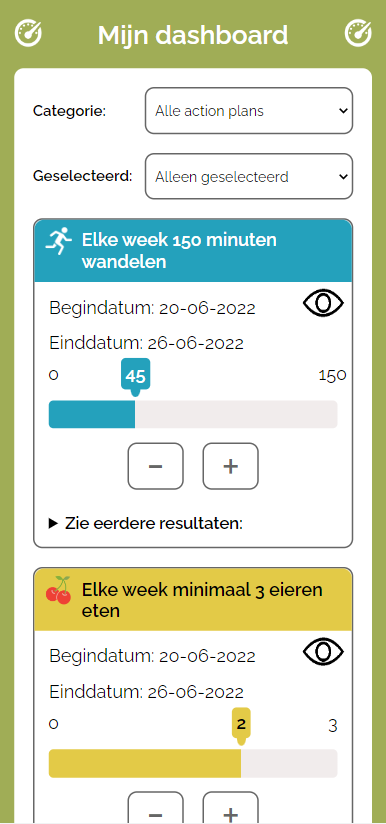 Mijn dashboard
Categorie: Alle action plans
Geselecteerd: Alleen geselecteerd
Elke week 150 minuten
wandelen
Begindatum: 20-06-2022
Einddatum: 26-06-2022
0 45 150
− +
Zie eerdere resultaten:
Elke week minimaal 3 eieren
eten
Begindatum: 20-06-2022
Einddatum: 26-06-2022
0 2 3
− +